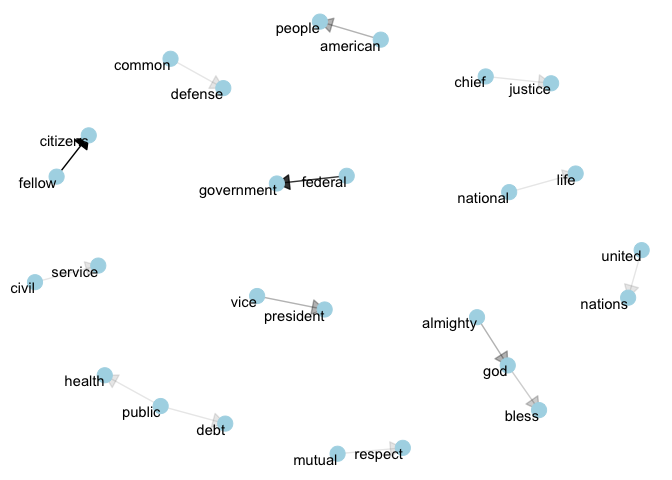 people
american
common
defense
chief
justice
citizens
fellow
government
federal
national
life
civil
service
united
nations
vice
president
almighty
god
bless
health
public
debt
mutual
respect